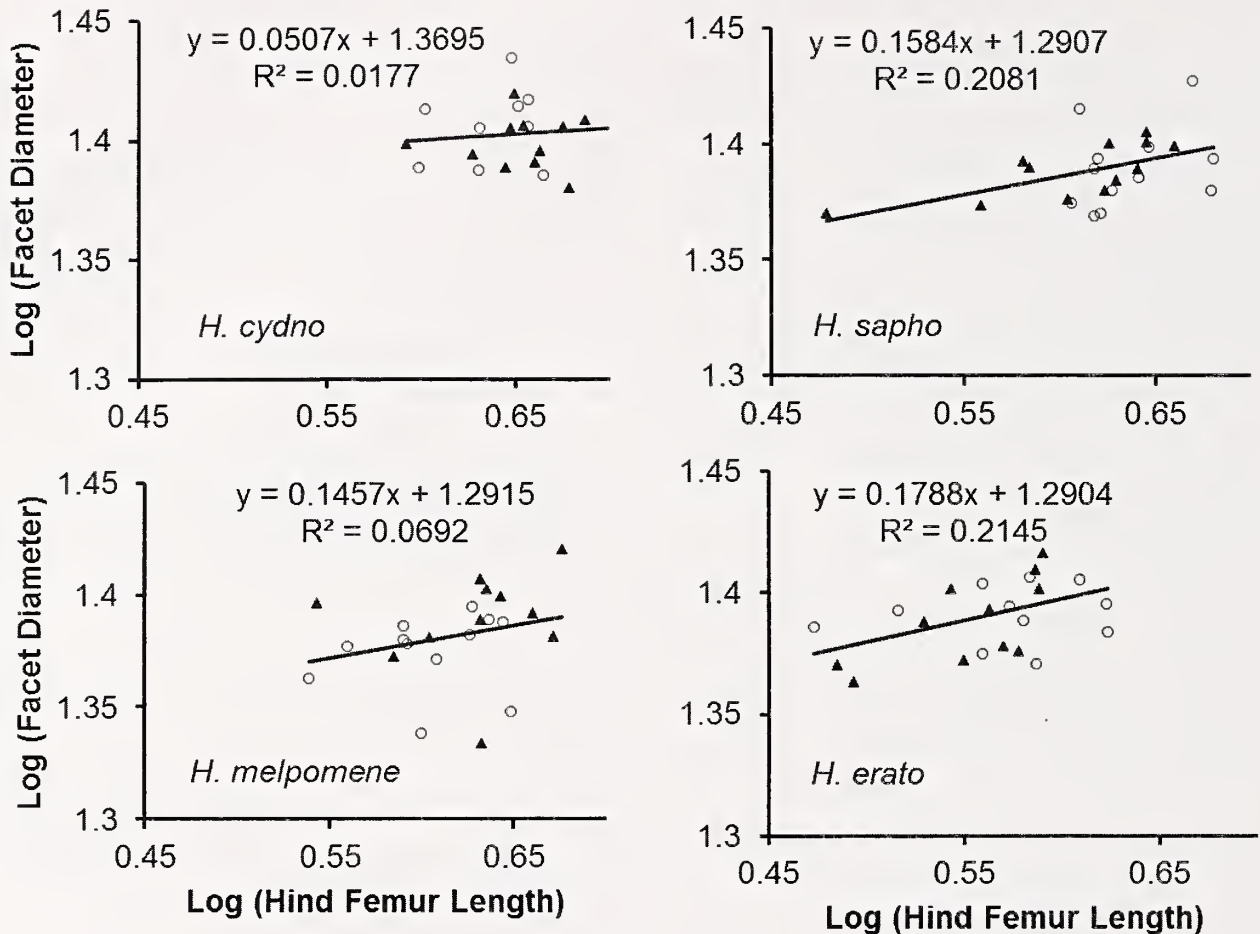 1.45
y = 0.0507x + 1.3695
R² = 0.0177
1.4
1.35
1.3
Log (Facet Diameter)
H. cydno
0.45
0.55
0.65
1.45
y = 0.1584x + 1.2907
R² = 0.2081
1.4
1.35
1.3
H. sapho
0.45
0.55
0.65
1.45
y = 0.1457x + 1.2915
R² = 0.0692
1.4
1.35
1.3
Log (Facet Diameter)
H. melpomene
0.45
0.55
0.65
Log (Hind Femur Length)
1.45
y = 0.1788x + 1.2904
R² = 0.2145
1.4
1.35
1.3
H. erato
0.45
0.55
0.65
Log (Hind Femur Length)